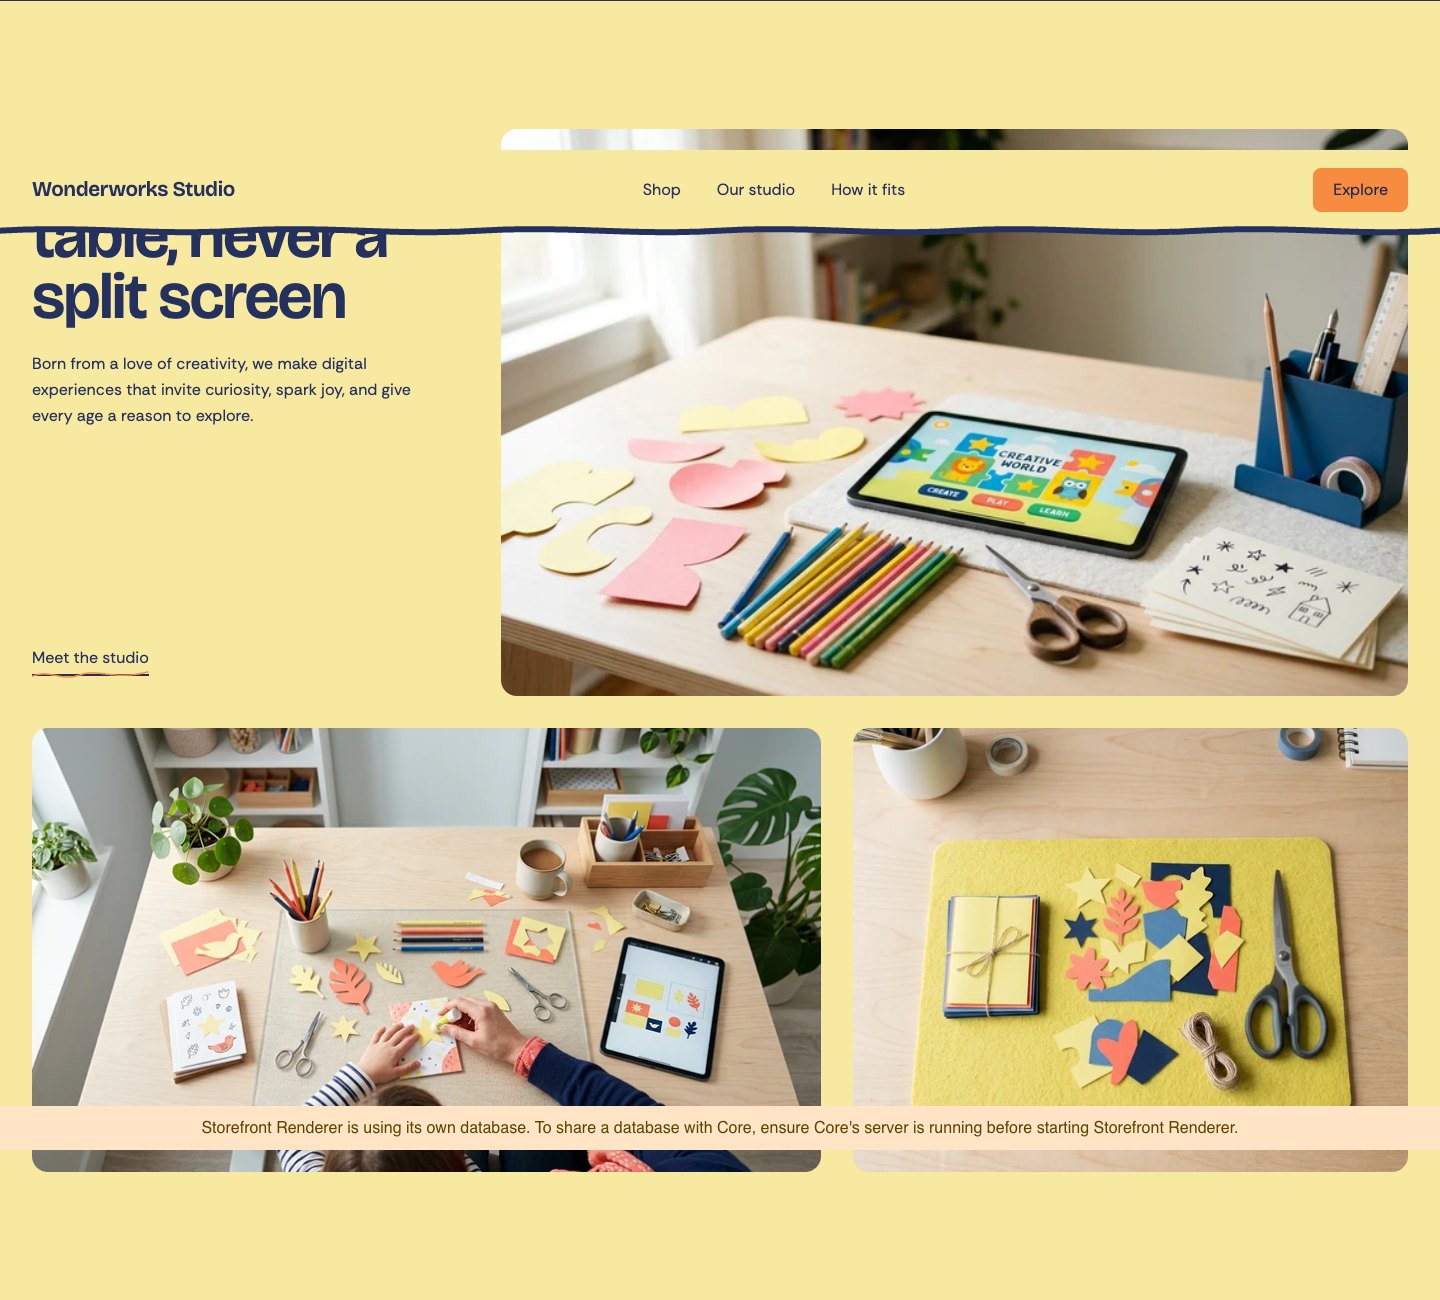 Wonderworks Studio
Shop
Our studio
How it fits
Explore
table, never a
split screen
Born from a love of creativity, we make digital
experiences that invite curiosity, spark joy, and give
every age a reason to explore.
CREATIVE
WORLD
CREATE
PLAY
LEARN
Meet the studio
Storefront Renderer is using its own database. To share a database with Core, ensure Core's server is running before starting Storefront Renderer.